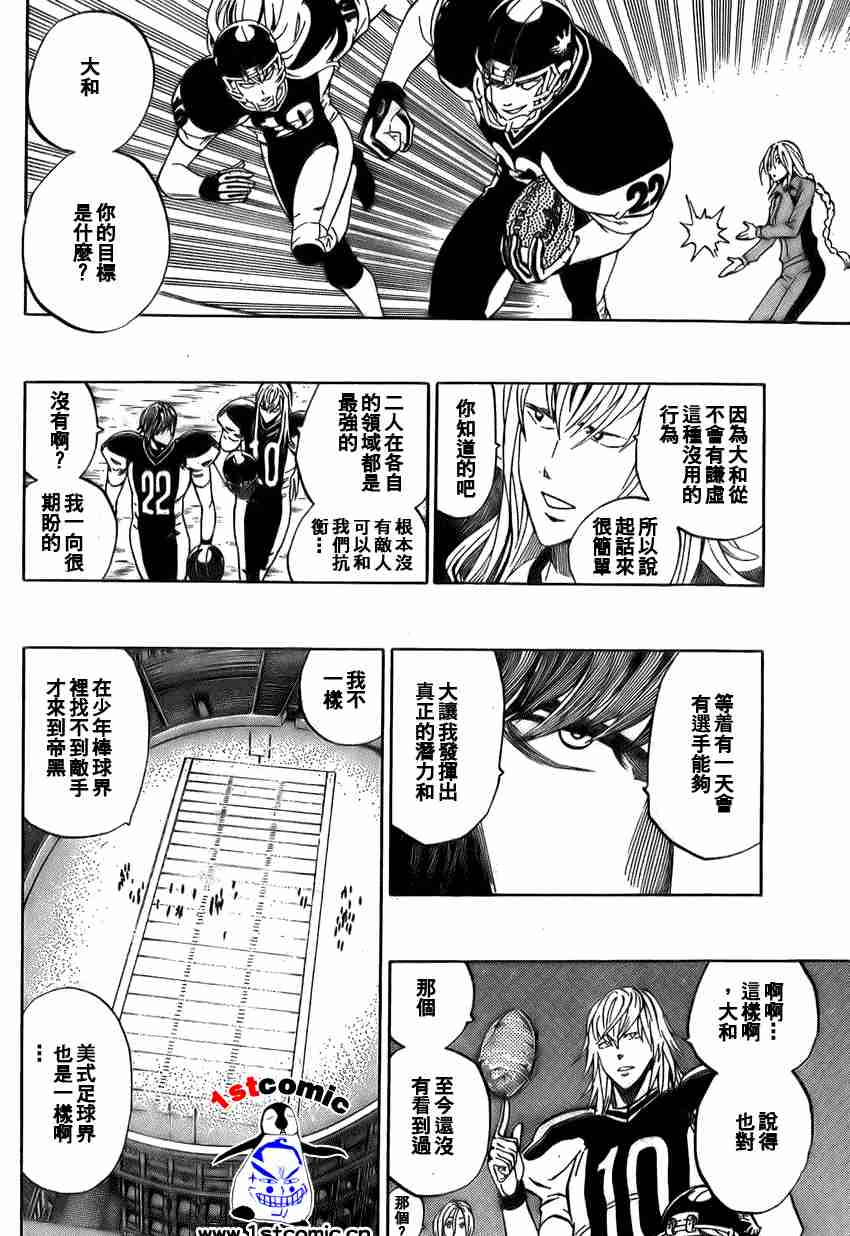 大和
你的目標
是什麼?
10
22
因為大和從
不會有謙虛
這種沒用的
行為
所以說
起話來
很簡單
你知道的吧
二人在各自
的領域都是
最強的
根本沒
有敵人
可以和
我們抗
衡…
沒有啊?
我一向很
期盼的
22
10
等着有一天會
有選手能夠
大讓我發揮出
真正的潛力和
啊啊…
這樣啊
,大和
說得
也對
那個
至今還沒
有看到過
那個?
10
我不
一樣
在少年棒球界
裡找不到敵手
才來到帝黑
美式足球界
也是一樣啊
…
1stcomic
www.1stcomic.cn